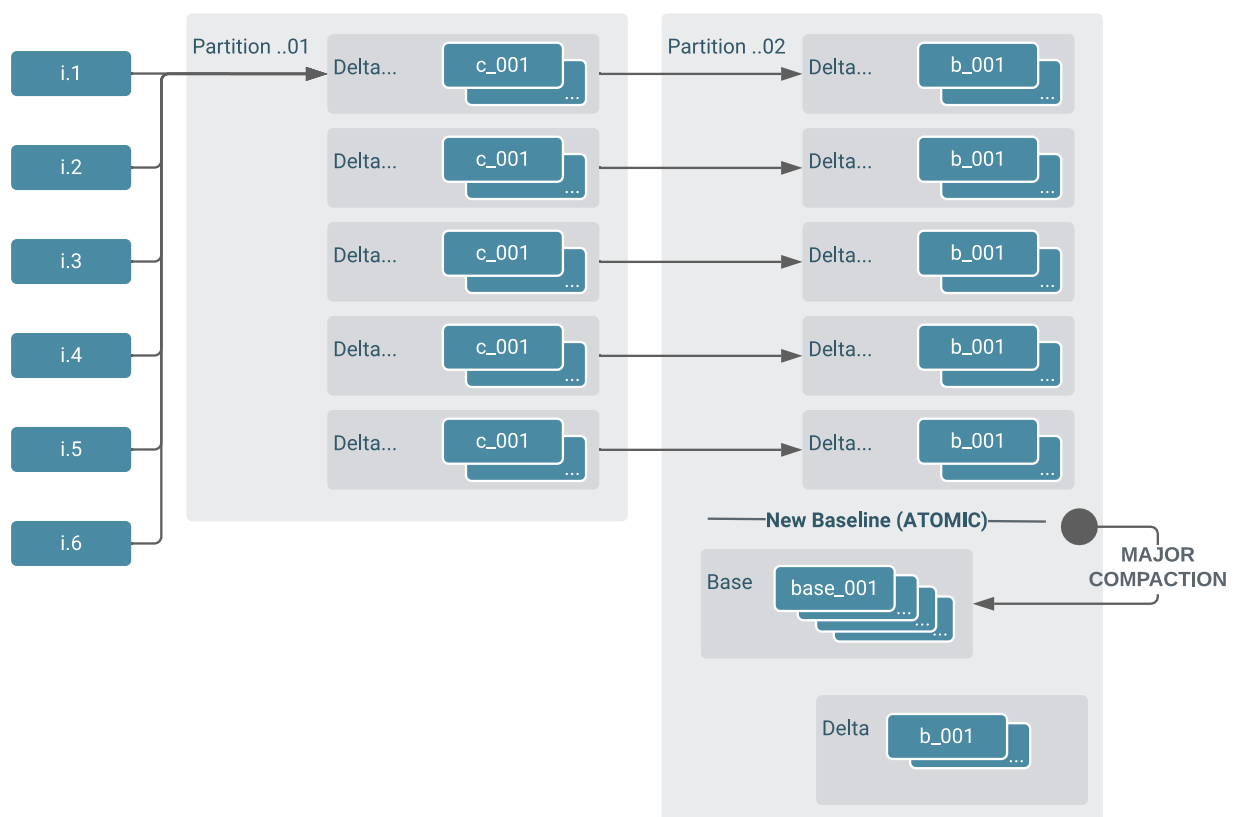 Partition ..01
Partition ..02
i.1
Delta...
c_001
...
Delta...
b_001
...
i.2
Delta...
c_001
...
Delta...
b_001
...
i.3
Delta...
c_001
...
Delta...
b_001
...
i.4
Delta...
c_001
...
Delta...
b_001
...
i.5
Delta...
c_001
...
Delta...
b_001
...
i.6
New Baseline (ATOMIC)
MAJOR
COMPACTION
Base
base_001
...
...
...
Delta
b_001
...